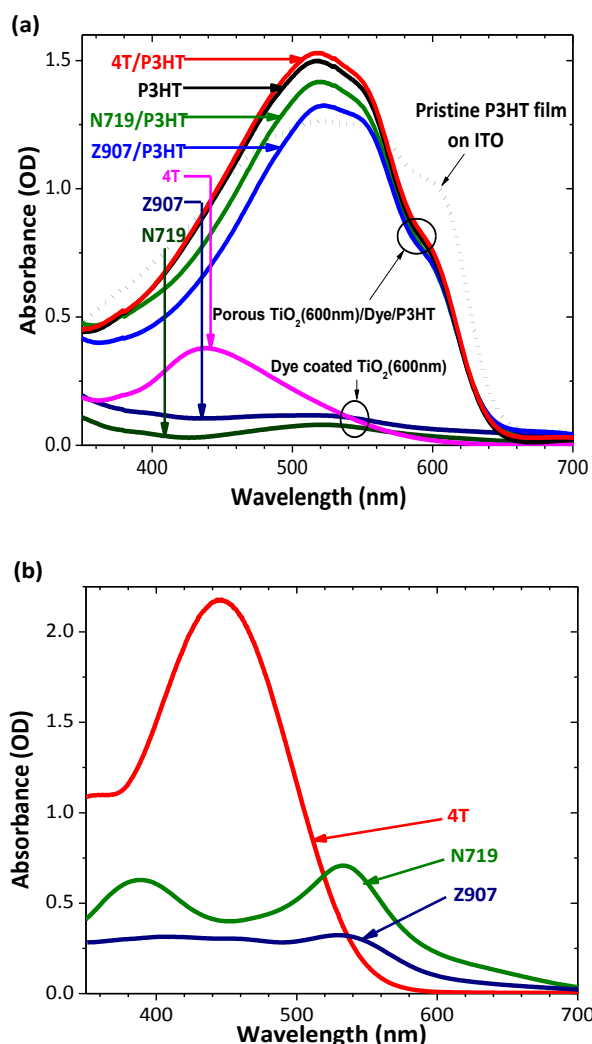 (a)
4T/P3HT
P3HT
N719/P3HT
Z907/P3HT
4T
Z907
N719
Pristine P3HT film
on ITO
Porous TiO2(600nm)/Dye/P3HT
Dye coated TiO2(600nm)
1.5
1.0
0.5
0.0
Absorbance (OD)
400 500 600 700
Wavelength (nm)
(b)
2.0
1.5
1.0
0.5
0.0
Absorbance (OD)
4T
N719
Z907
400 500 600 700
Wavelength (nm)